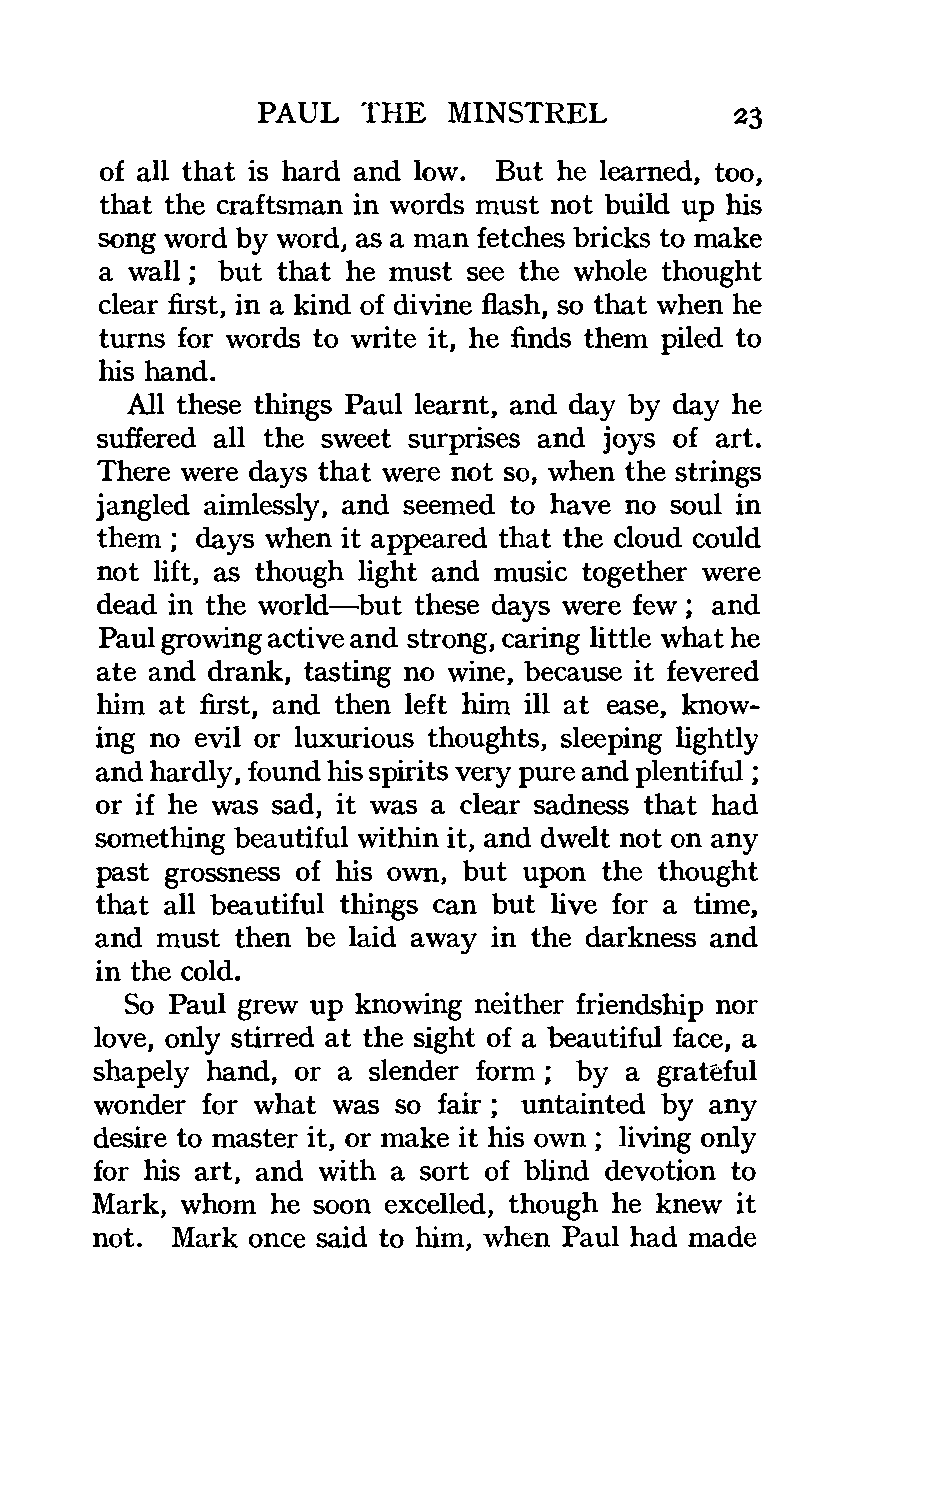 PAUL THE MINSTREL 23
of all that is hard and low. But he learned, too,
that the craftsman in words must not build up his
song word by word, as a man fetches bricks to make
a wall ; but that he must see the whole thought
clear first, in a kind of divine flash, so that when he
turns for words to write it, he finds them piled to
his hand.
All these things Paul learnt, and day by day he
suffered all the sweet surprises and joys of art.
There were days that were not so, when the strings
jangled aimlessly, and seemed to have no soul in
them ; days when it appeared that the cloud could
not lift, as though light and music together were
dead in the world—but these days were few ; and
Paul growing active and strong, caring little what he
ate and drank, tasting no wine, because it fevered
him at first, and then left him ill at ease, know-
ing no evil or luxurious thoughts, sleeping lightly
and hardly, found his spirits very pure and plentiful ;
or if he was sad, it was a clear sadness that had
something beautiful within it, and dwelt not on any
past grossness of his own, but upon the thought
that all beautiful things can but live for a time,
and must then be laid away in the darkness and
in the cold.
So Paul grew up knowing neither friendship nor
love, only stirred at the sight of a beautiful face, a
shapely hand, or a slender form ; by a grateful
wonder for what was so fair ; untainted by any
desire to master it, or make it his own ; living only
for his art, and with a sort of blind devotion to
Mark, whom he soon excelled, though he knew it
not. Mark once said to him, when Paul had made